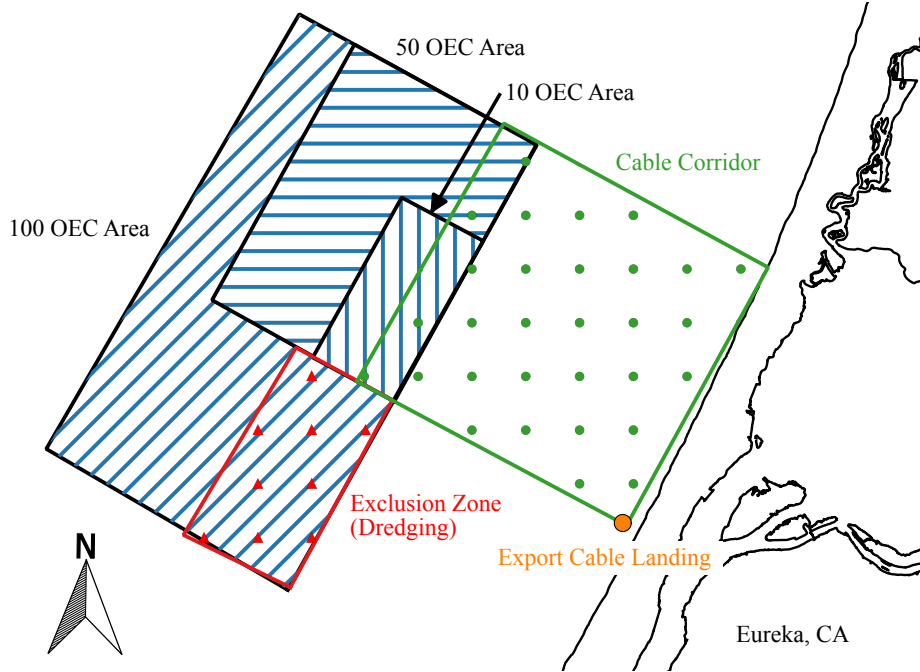 50 OEC Area
10 OEC Area
Cable Corridor
100 OEC Area
Exclusion Zone
(Dredging)
N
Export Cable Landing
Eureka, CA